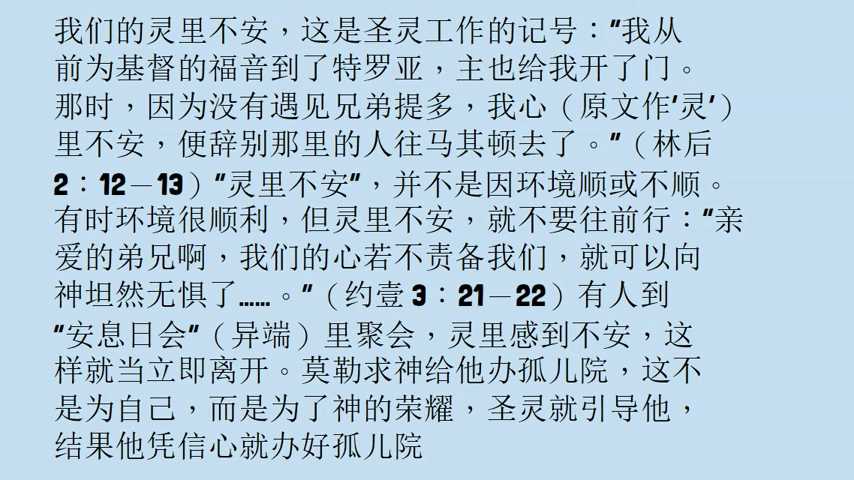 我们的灵里不安，这是圣灵工作的记号："我从
前为基督的福音到了特罗亚，主也给我开了门。
那时，因为没有遇见兄弟提多，我心（原文作'灵'）
里不安，便辞别那里的人往马其顿去了。"（林后
2：12－13）"灵里不安"，并不是因环境顺或不顺。
有时环境很顺利，但灵里不安，就不要往前行："亲
爱的弟兄啊，我们的心若不责备我们，就可以向
神坦然无惧了……。"（约壹 3：21－22）有人到
"安息日会"（异端）里聚会，灵里感到不安，这
样就当立即离开。莫勒求神给他办孤儿院，这不
是为自己，而是为了神的荣耀，圣灵就引导他，
结果他凭信心就办好孤儿院